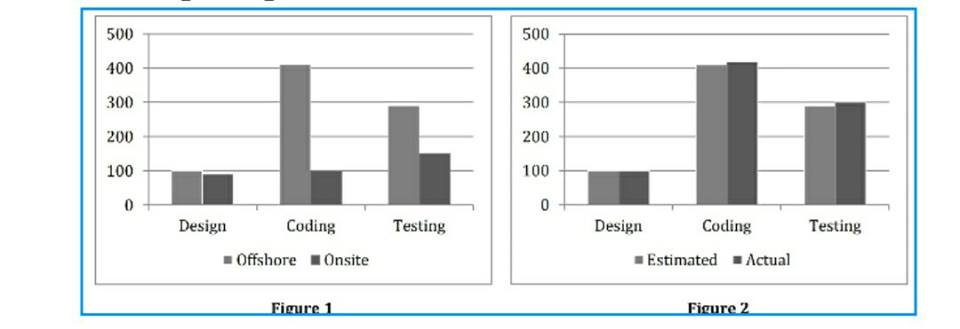 500
400
300
200
100
0
Design Coding Testing
Offshore Onsite
Figure 1
500
400
300
200
100
0
Design Coding Testing
Estimated Actual
Figure 2